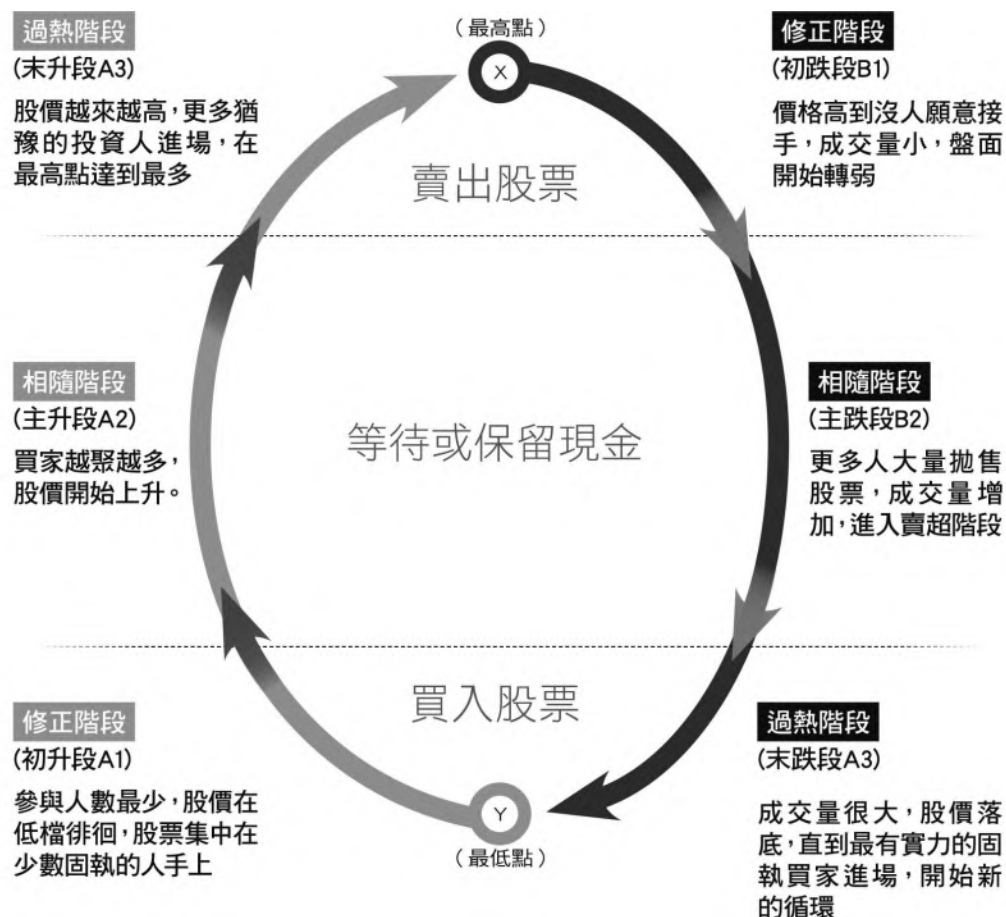 過熱階段
(末升段A3)
股價越來越高，更多猶
豫的投資人進場，在
最高點達到最多
（最高點）
X
修正階段
(初跌段B1)
價格高到沒人願意接
手，成交量小，盤面
開始轉弱
賣出股票
相隨階段
(主升段A2)
買家越聚越多，
股價開始上升。
等待或保留現金
相隨階段
(主跌段B2)
更多人大量拋售
股票，成交量增
加，進入賣超階段
買入股票
修正階段
(初升段A1)
參與人數最少，股價在
低檔徘徊，股票集中在
少數固執的人手上
Y
（最低點）
過熱階段
(末跌段A3)
成交量很大，股價落
底，直到最有實力的固
執買家進場，開始新
的循環